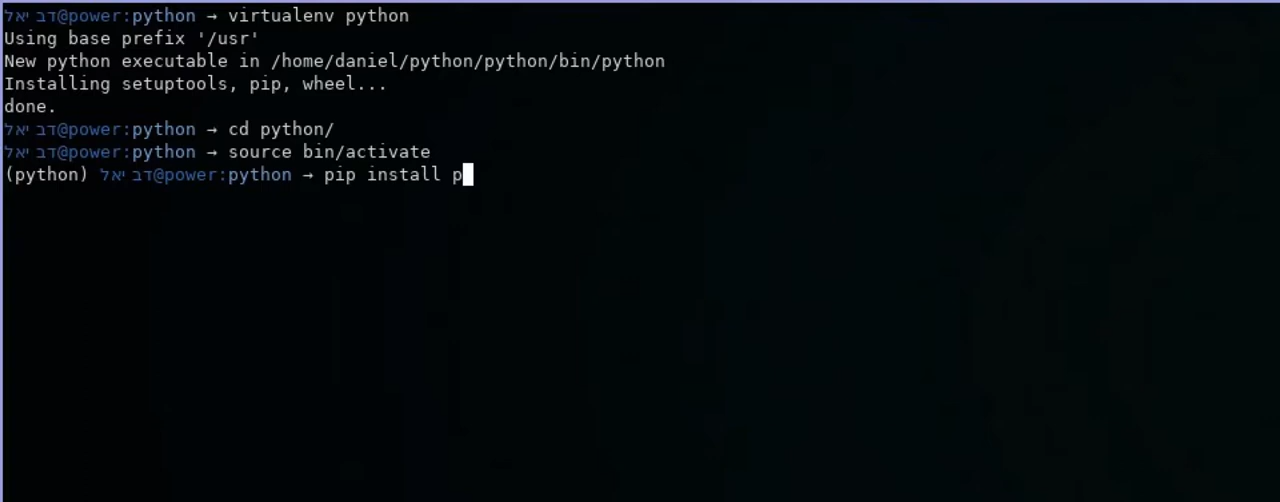 דב יאל@power:python → virtualenv python
Using base prefix '/usr'
New python executable in /home/daniel/python/python/bin/python
Installing setuptools, pip, wheel...
done.
דב יאל@power:python → cd python/
דב יאל@power:python → source bin/activate
(python) דב יאל@power:python → pip install p